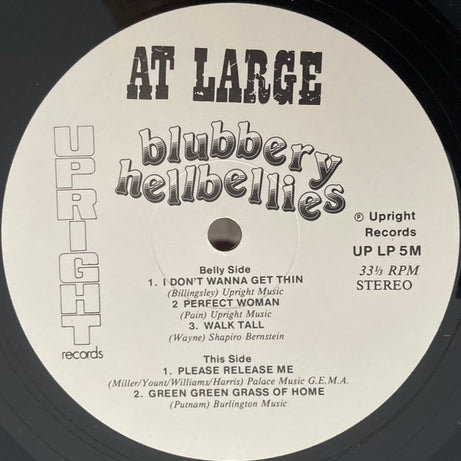 AT LARGE
blubbery
hellbellies
UPRIGHT
records
℗ Upright
Records
UP LP 5M
33⅓ RPM
STEREO
Belly Side
1. I DON'T WANNA GET THIN
(Billingsley) Upright Music
2 PERFECT WOMAN
(Pain) Upright Music
3. WALK TALL
(Wayne) Shapiro Bernstein
This Side
1. PLEASE RELEASE ME
(Miller/Yount/Williams/Harris) Palace Music G.E.M.A.
2. GREEN GREEN GRASS OF HOME
(Putnam) Burlington Music